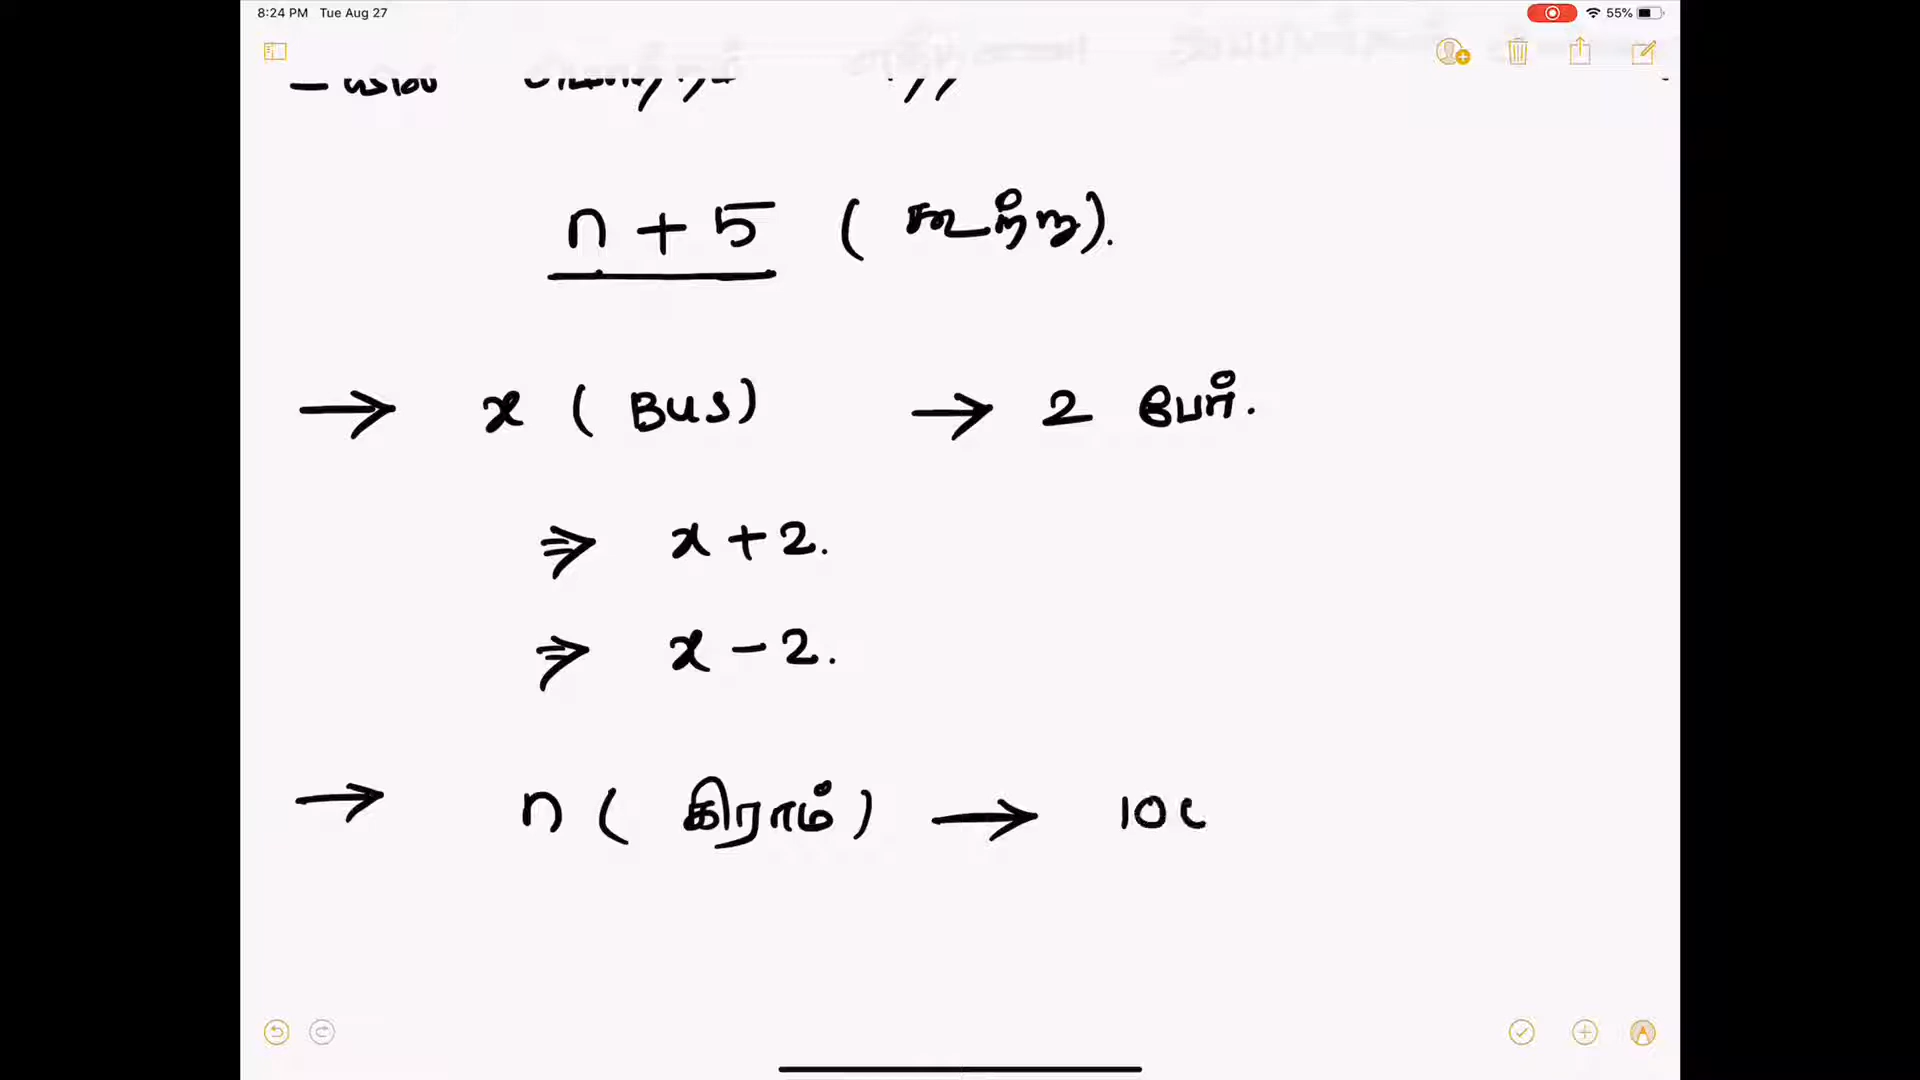 8:24 PM Tue Aug 27
55%
n + 5 ( கூற்று).
→ x ( BUS) → 2 பேர்.
⇒ x + 2.
⇒ x - 2.
→ n ( கிராம் ) → 10